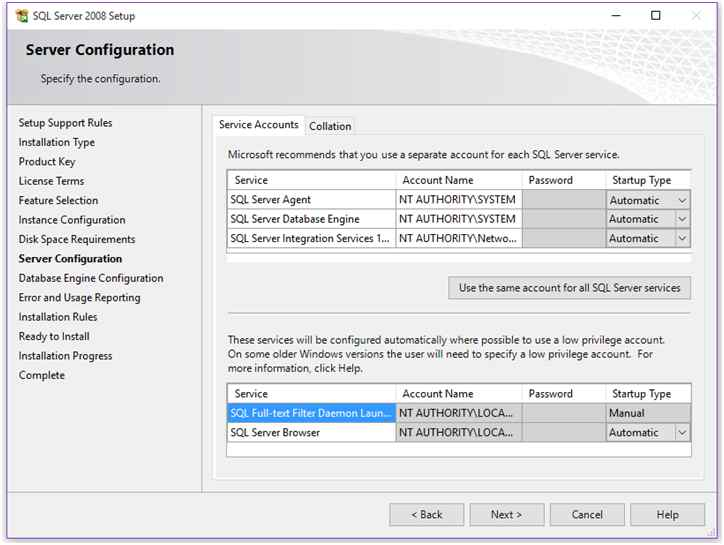 SQL Server 2008 Setup
Server Configuration
Specify the configuration.
Setup Support Rules
Installation Type
Product Key
License Terms
Feature Selection
Instance Configuration
Disk Space Requirements
Server Configuration
Database Engine Configuration
Error and Usage Reporting
Installation Rules
Ready to Install
Installation Progress
Complete
Service Accounts Collation
Microsoft recommends that you use a separate account for each SQL Server service.
Service Account Name Password Startup Type
SQL Server Agent NT AUTHORITY\SYSTEM Automatic
SQL Server Database Engine NT AUTHORITY\SYSTEM Automatic
SQL Server Integration Services 1... NT AUTHORITY\Netwo... Automatic
Use the same account for all SQL Server services
These services will be configured automatically where possible to use a low privilege account.
On some older Windows versions the user will need to specify a low privilege account. For
more information, click Help.
Service Account Name Password Startup Type
SQL Full-text Filter Daemon Laun... NT AUTHORITY\LOCA... Manual
SQL Server Browser NT AUTHORITY\LOCA... Automatic
< Back Next > Cancel Help